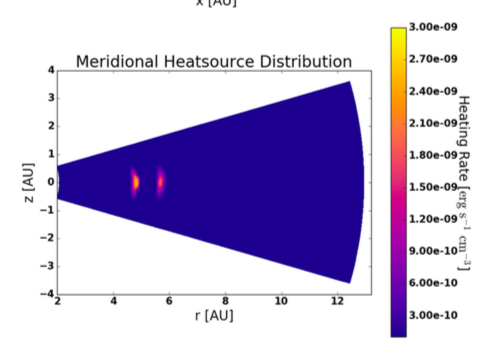 x [AU]
Meridional Heatsource Distribution
4
3
2
1
0
−1
−2
−3
−4
z [AU]
2 4 6 8 10 12
r [AU]
3.00e-09
2.70e-09
2.40e-09
2.10e-09
1.80e-09
1.50e-09
1.20e-09
9.00e-10
6.00e-10
3.00e-10
Heating Rate [erg s⁻¹ cm⁻³]